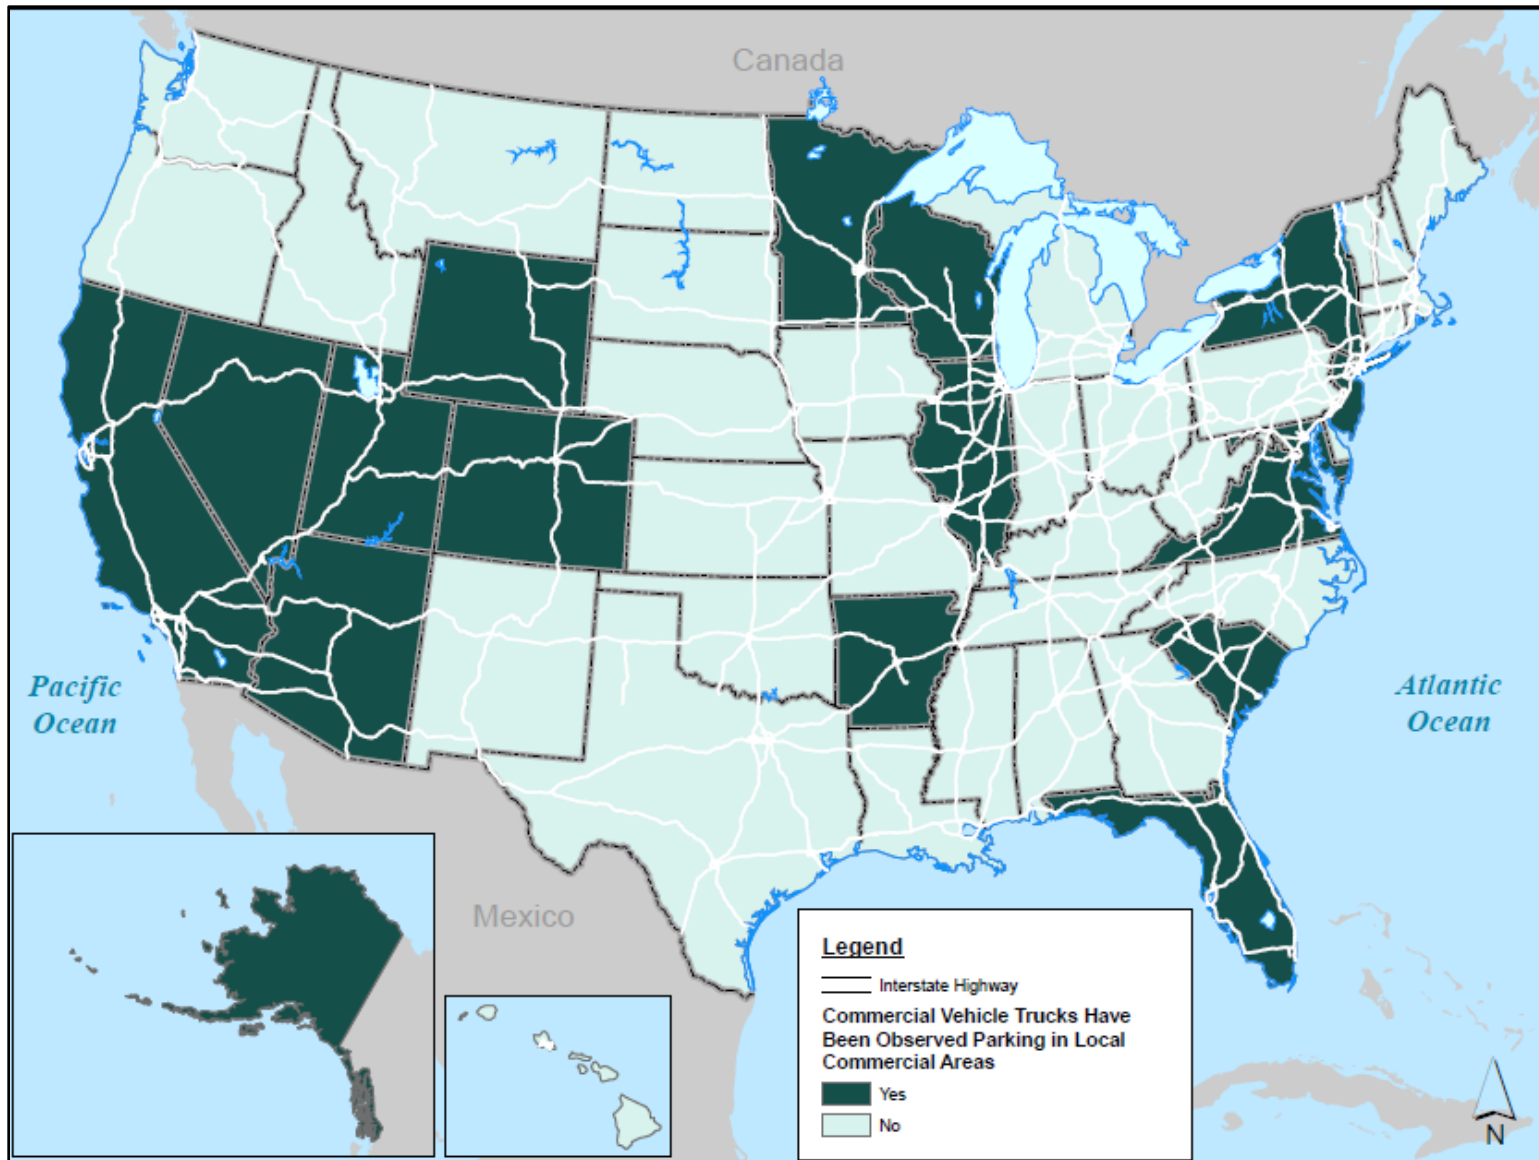 Canada
Pacific
Ocean
Atlantic
Ocean
Mexico
Legend
Interstate Highway
Commercial Vehicle Trucks Have
Been Observed Parking in Local
Commercial Areas
Yes
No
N